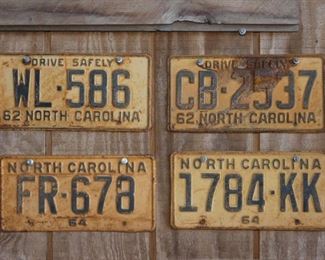 DRIVE SAFELY
WL-586
62 NORTH CAROLINA
DRIVE SAFELY
CB-2537
62 NORTH CAROLINA
NORTH CAROLINA
FR-678
64
NORTH CAROLINA
1784-KK
64